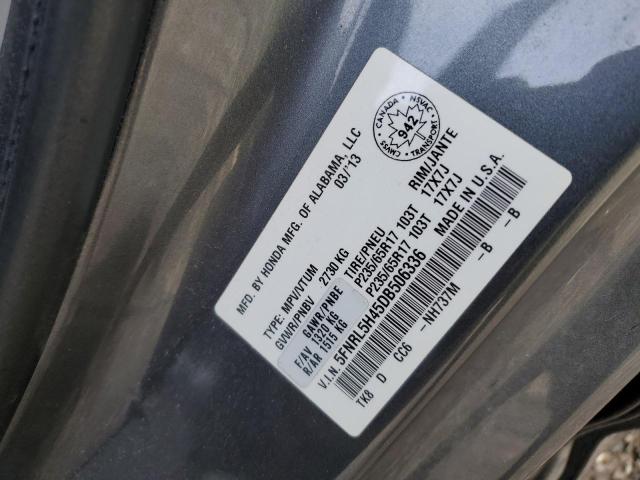 MFD. BY HONDA MFG. OF ALABAMA, LLC
03/'13
CANADA
NSVAC
942
TRANSPORT
CMVSS
TYPE: MPV/VTUM
GVWR/PNBV 2730 KG
GAWR/PNBE TIRE/PNEU RIM/JANTE
F/AV 1320 KG P235/65R17 103T 17X7J
R/AR 1515 KG P235/65R17 103T 17X7J
V.I.N. 5FNRL5H45DB506336 MADE IN U.S.A.
TK8 D CC6 -NH737M -B -B